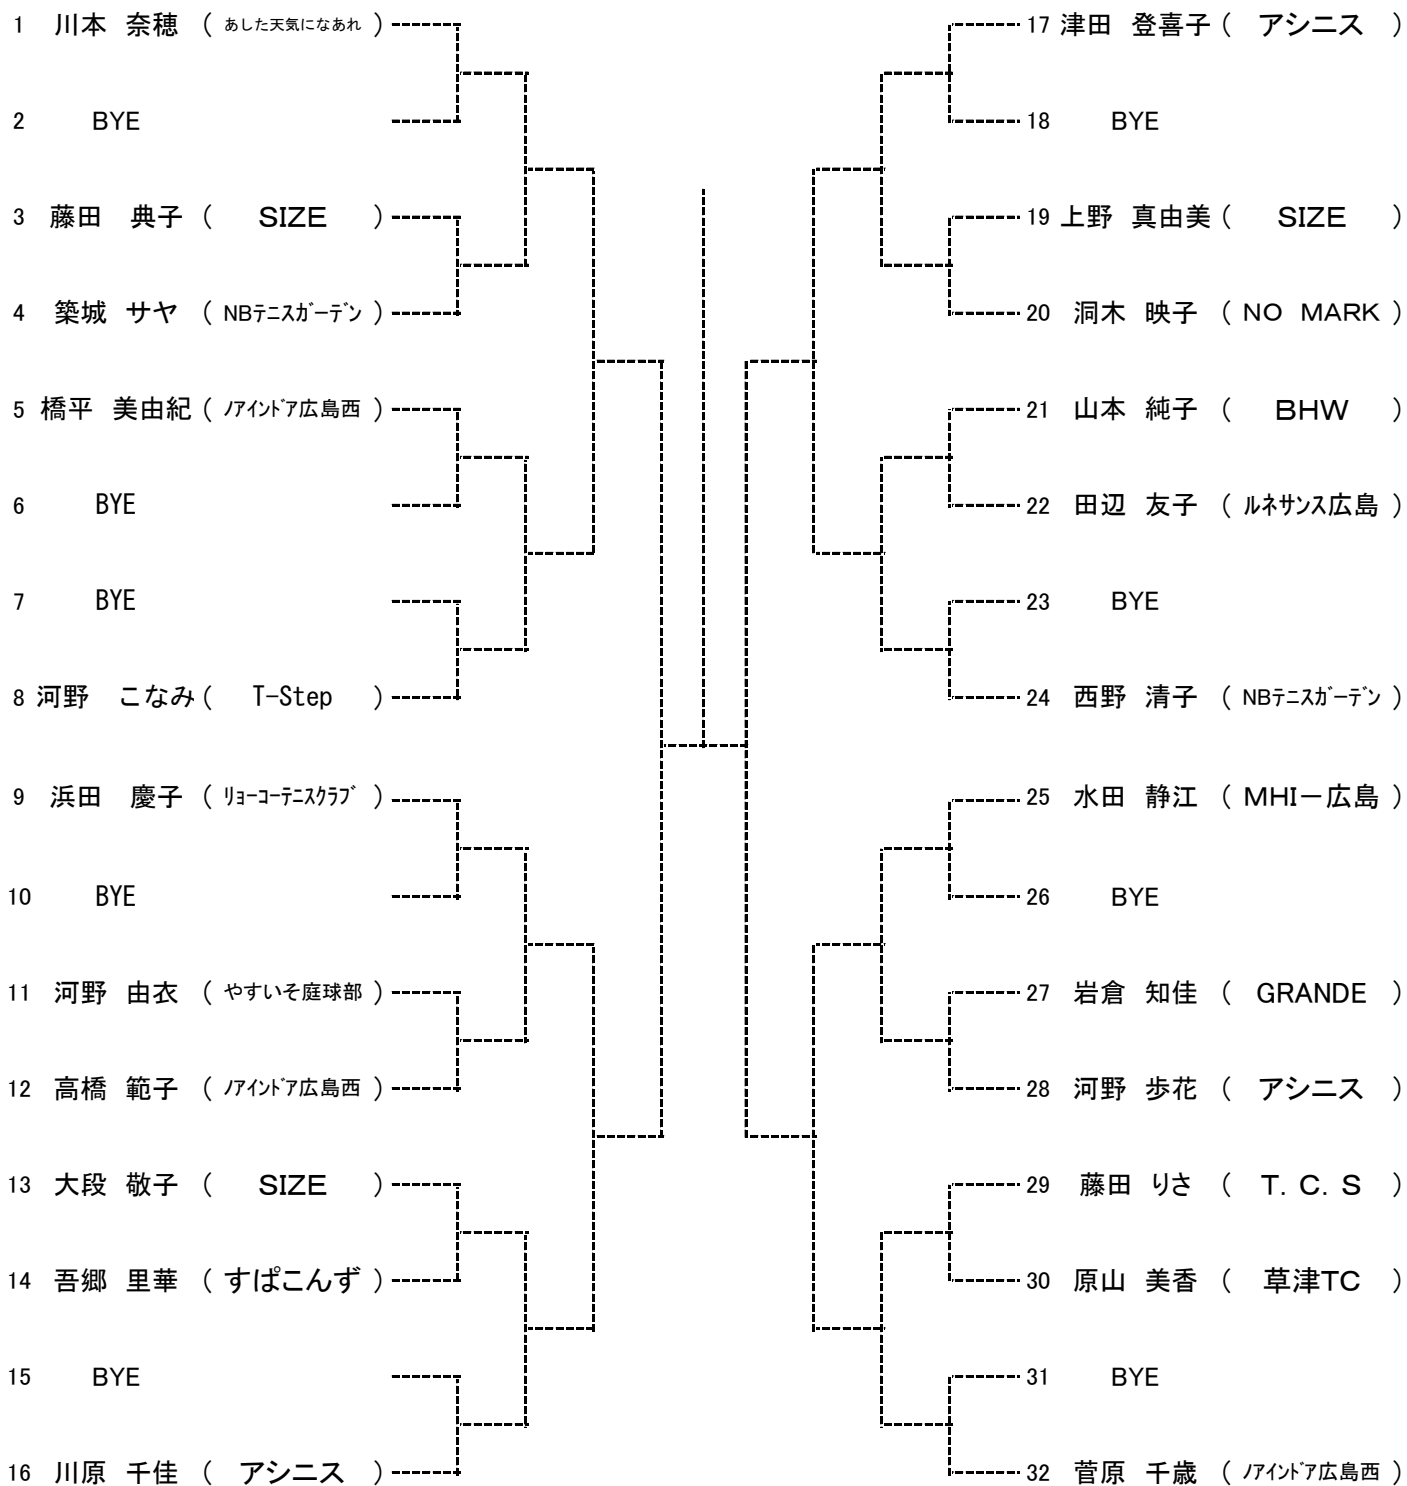 1 川本 奈穂 ( あした天気になあれ )
2 BYE
3 藤田 典子 ( SIZE )
4 築城 サヤ ( NBﾃﾆｽｶﾞｰﾃﾞﾝ )
5 橋平 美由紀 ( ﾉｱｲﾝﾄﾞｱ広島西 )
6 BYE
7 BYE
8 河野 こなみ ( T-Step )
9 浜田 慶子 ( ﾘｮｰｺｰﾃﾆｽｸﾗﾌﾞ )
10 BYE
11 河野 由衣 ( やすいそ庭球部 )
12 高橋 範子 ( ﾉｱｲﾝﾄﾞｱ広島西 )
13 大段 敬子 ( SIZE )
14 吾郷 里華 ( すぱこんず )
15 BYE
16 川原 千佳 ( アシニス )
17 津田 登喜子 ( アシニス )
18 BYE
19 上野 真由美 ( SIZE )
20 洞木 映子 ( NO MARK )
21 山本 純子 ( BHW )
22 田辺 友子 ( ﾙﾈｻﾝｽ広島 )
23 BYE
24 西野 清子 ( NBﾃﾆｽｶﾞｰﾃﾞﾝ )
25 水田 静江 ( MHI－広島 )
26 BYE
27 岩倉 知佳 ( GRANDE )
28 河野 歩花 ( アシニス )
29 藤田 りさ ( T. C. S )
30 原山 美香 ( 草津TC )
31 BYE
32 菅原 千歳 ( ﾉｱｲﾝﾄﾞｱ広島西 )